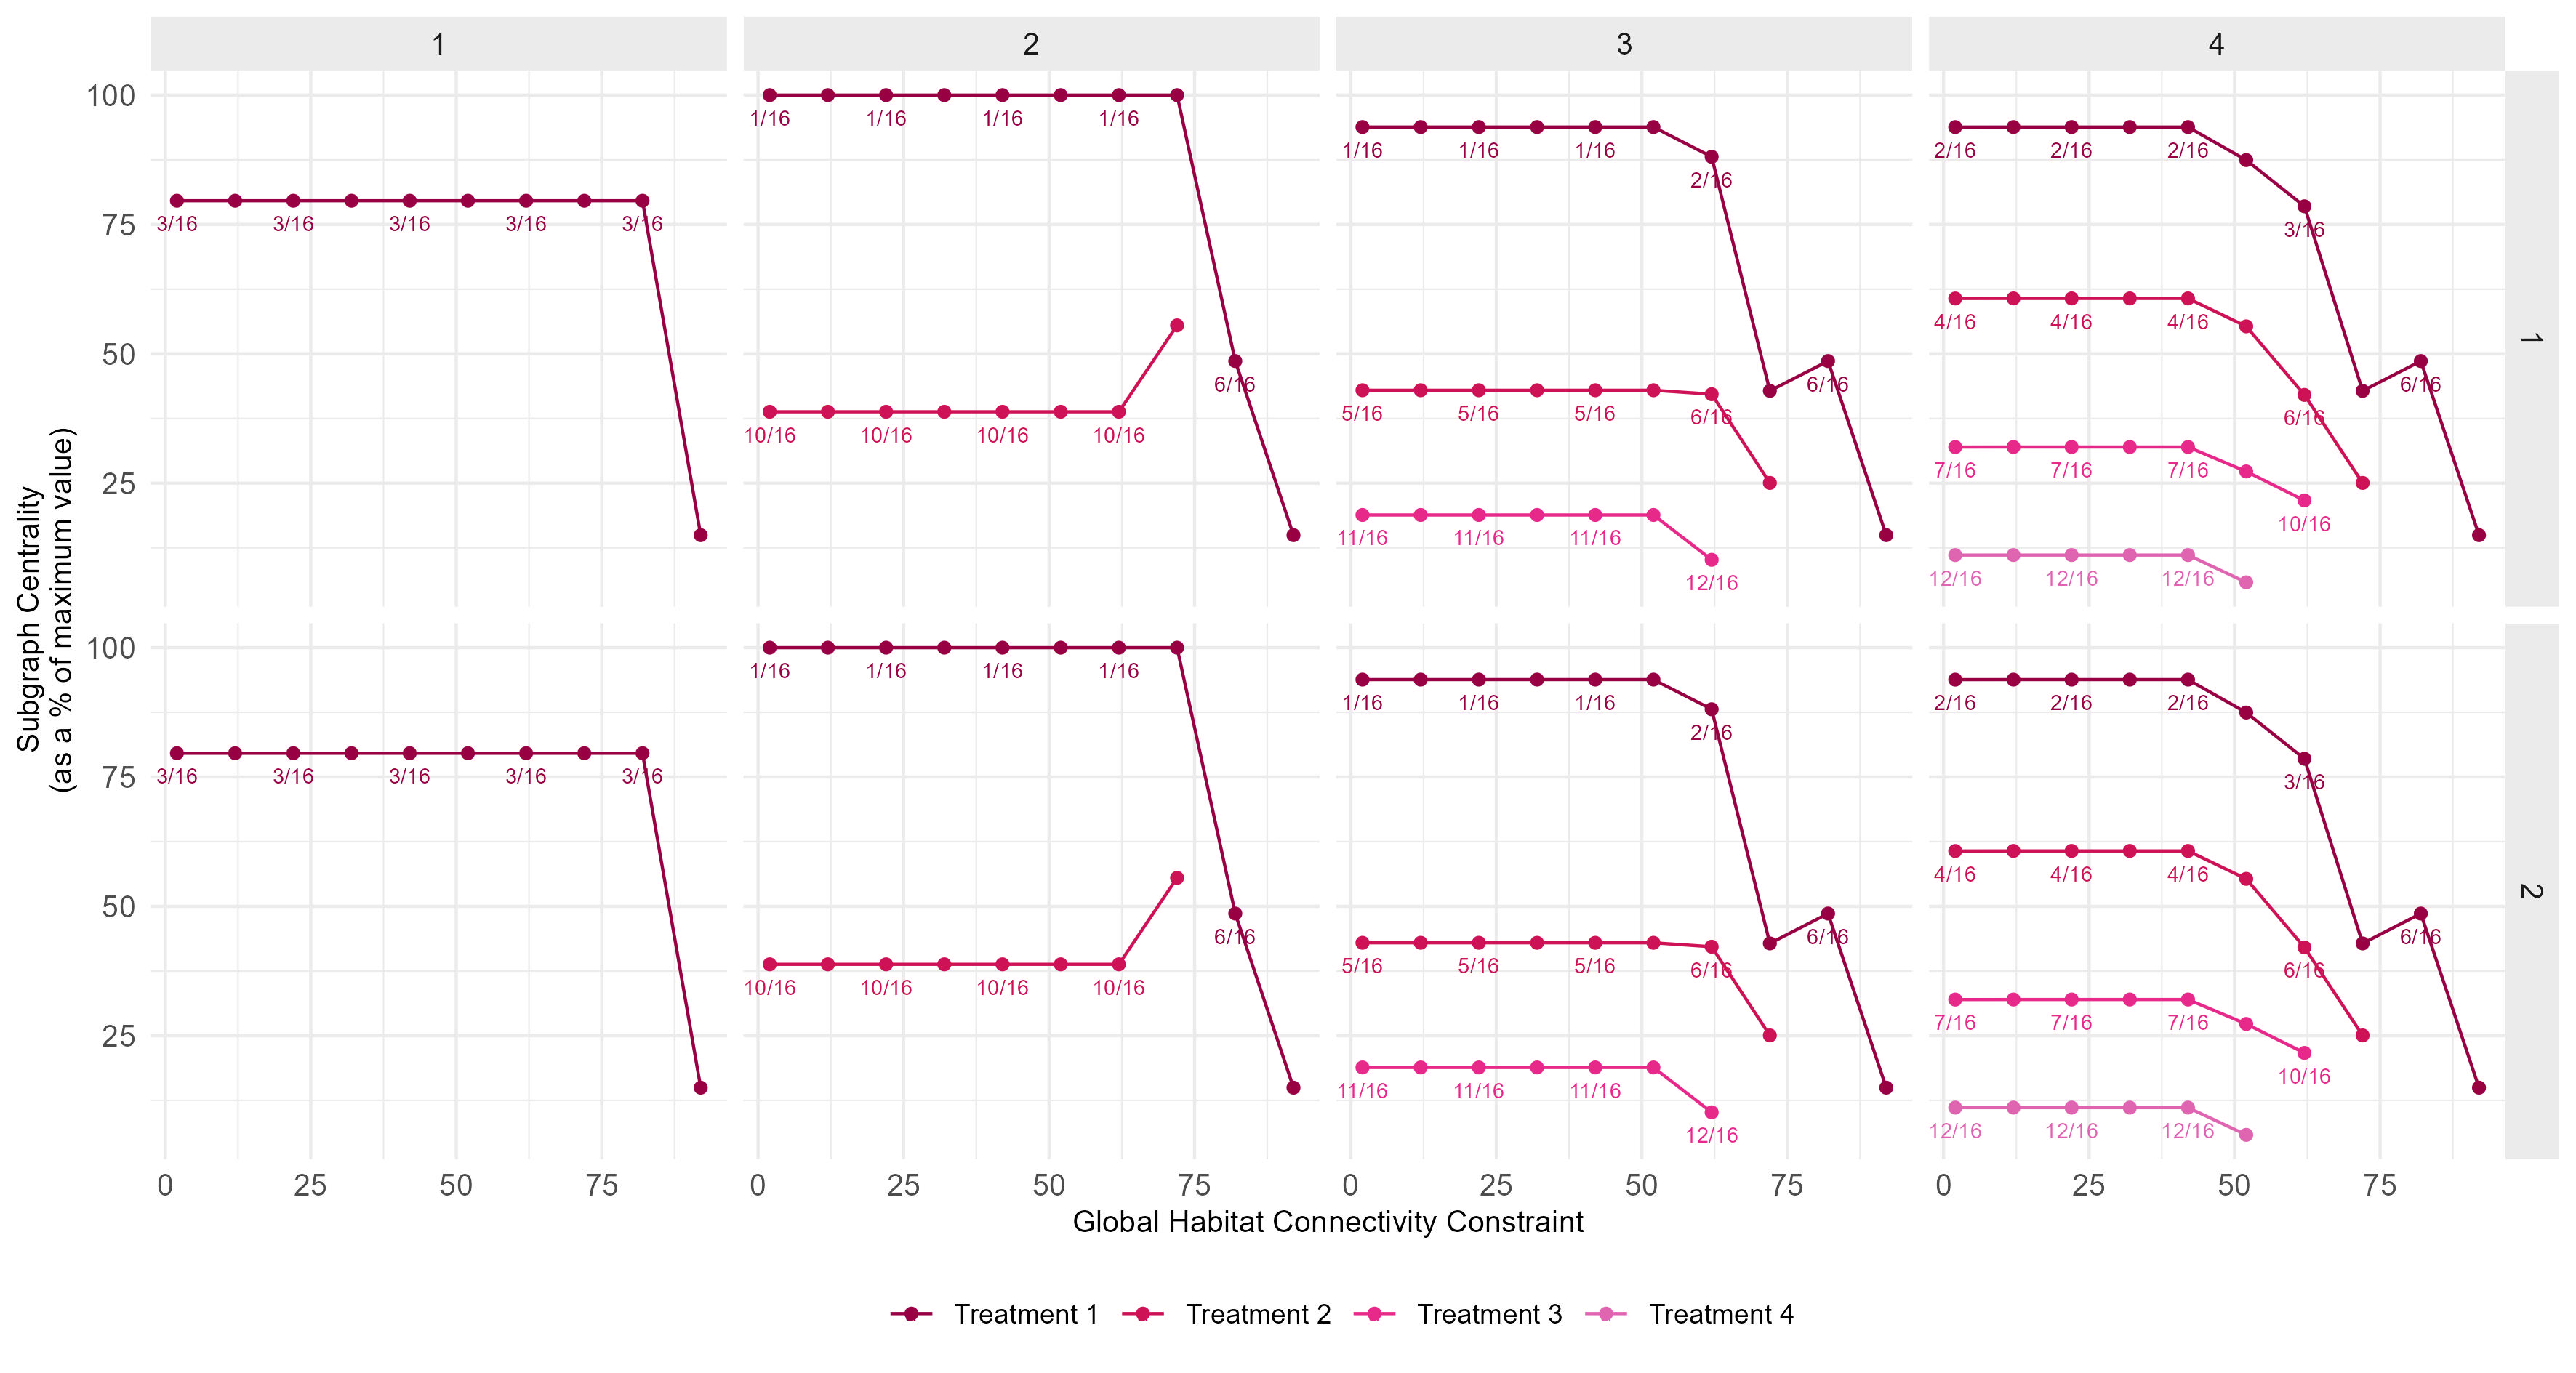 1 2 3 4
100
1/16 1/16 1/16 1/16
1/16 1/16 1/16
2/16 2/16 2/16
2/16
75
3/16 3/16 3/16 3/16 3/16
3/16
4/16 4/16 4/16
50
6/16 6/16 6/16
10/16 10/16 10/16 10/16
5/16 5/16 5/16 6/16
6/16
25
7/16 7/16 7/16
11/16 11/16 11/16
10/16
12/16
12/16 12/16 12/16
1
Subgraph Centrality
(as a % of maximum value)
100
1/16 1/16 1/16 1/16
1/16 1/16 1/16
2/16 2/16 2/16
2/16
75
3/16 3/16 3/16 3/16 3/16
3/16
4/16 4/16 4/16
50
6/16 6/16 6/16
10/16 10/16 10/16 10/16
5/16 5/16 5/16 6/16
6/16
25
7/16 7/16 7/16
11/16 11/16 11/16
10/16
12/16
12/16 12/16 12/16
2
0 25 50 75 0 25 50 75 0 25 50 75 0 25 50 75
Global Habitat Connectivity Constraint
Treatment 1 Treatment 2 Treatment 3 Treatment 4